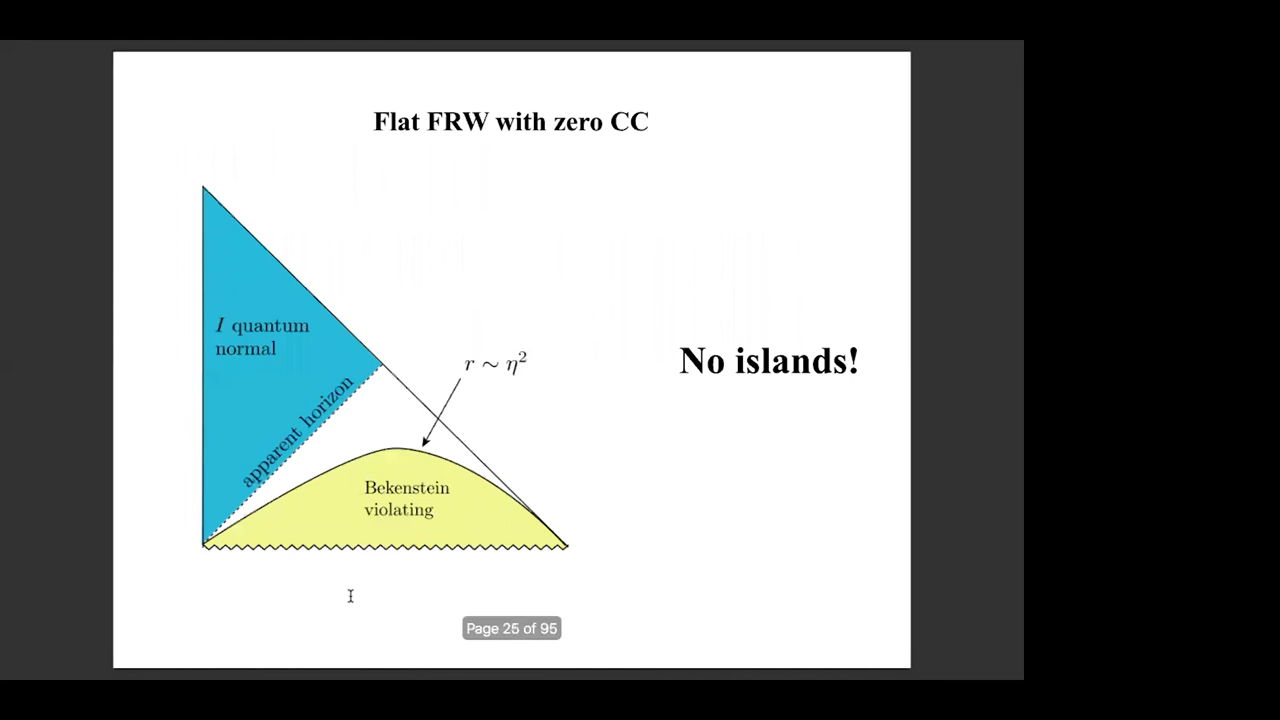 Flat FRW with zero CC
I quantum
normal
r ∼ η²
No islands!
apparent horizon
Bekenstein
violating
Page 25 of 95